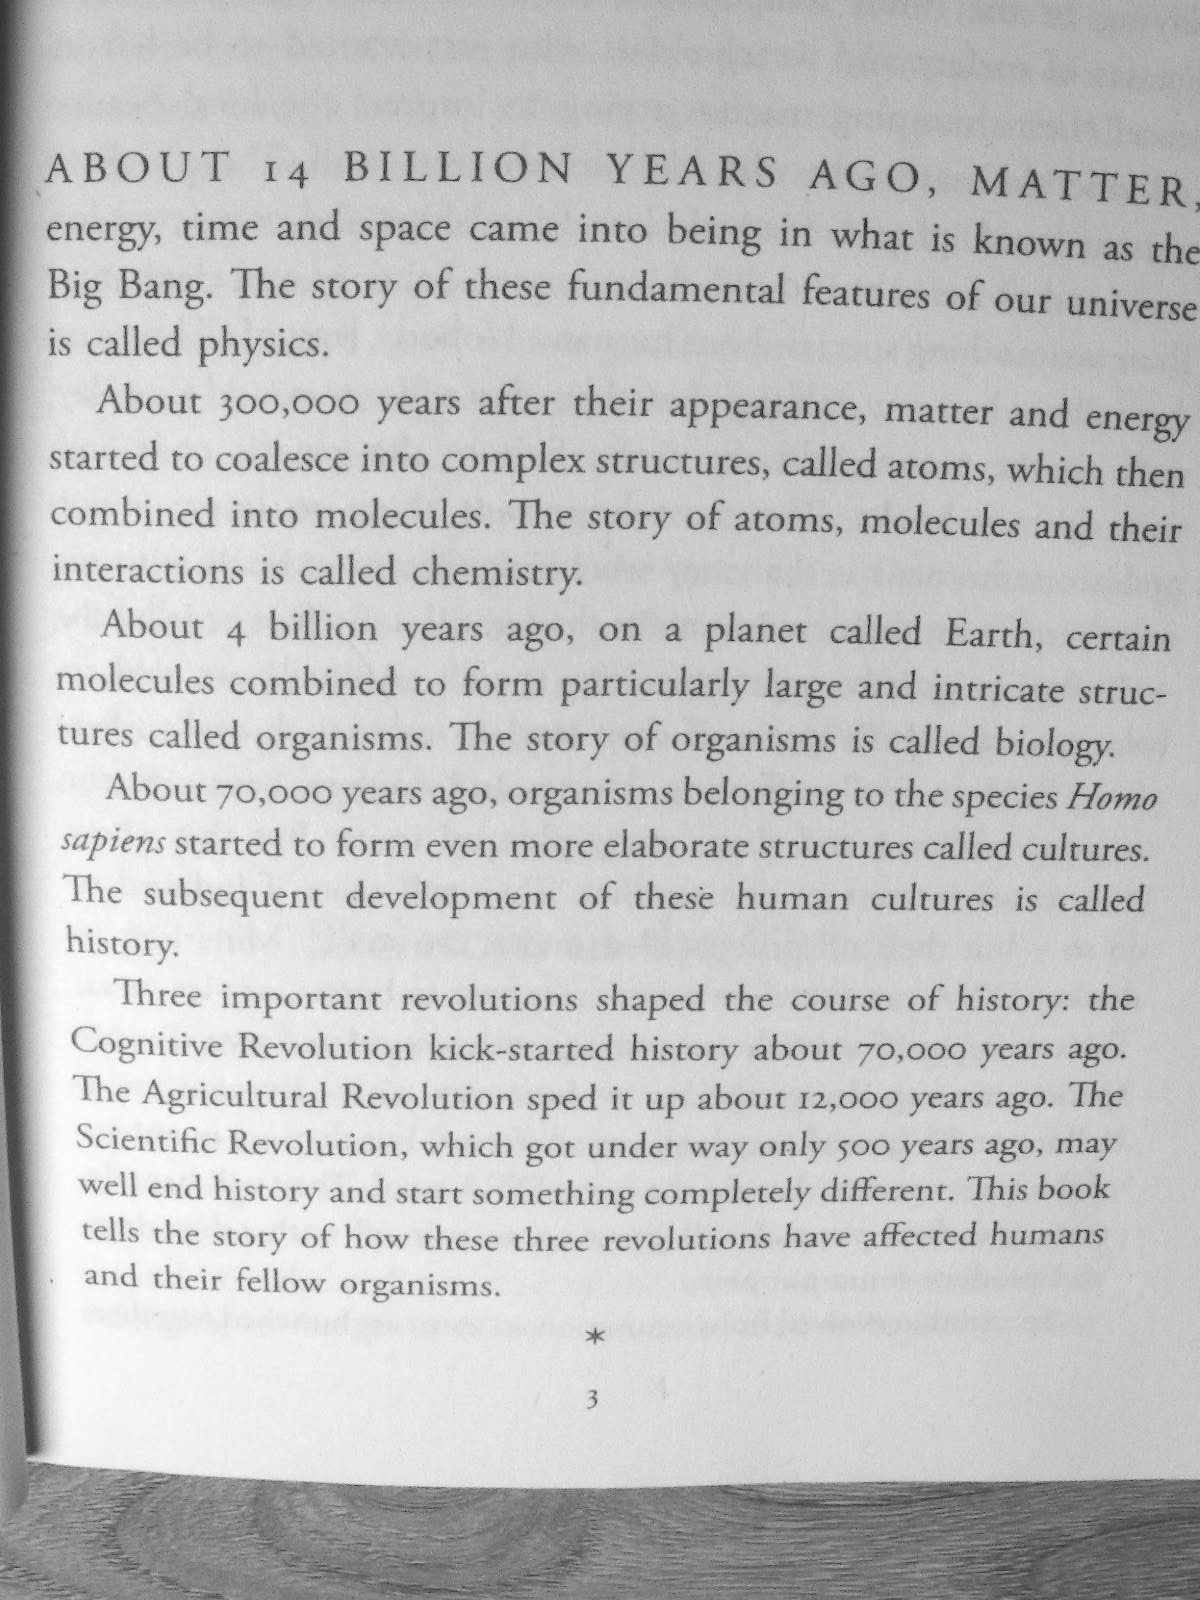 ABOUT 14 BILLION YEARS AGO, MATTER,
energy, time and space came into being in what is known as the
Big Bang. The story of these fundamental features of our universe
is called physics.
About 300,000 years after their appearance, matter and energy
started to coalesce into complex structures, called atoms, which then
combined into molecules. The story of atoms, molecules and their
interactions is called chemistry.
About 4 billion years ago, on a planet called Earth, certain
molecules combined to form particularly large and intricate struc-
tures called organisms. The story of organisms is called biology.
About 70,000 years ago, organisms belonging to the species Homo
sapiens started to form even more elaborate structures called cultures.
The subsequent development of these human cultures is called
history.
Three important revolutions shaped the course of history: the
Cognitive Revolution kick-started history about 70,000 years ago.
The Agricultural Revolution sped it up about 12,000 years ago. The
Scientific Revolution, which got under way only 500 years ago, may
well end history and start something completely different. This book
tells the story of how these three revolutions have affected humans
and their fellow organisms.
*
3